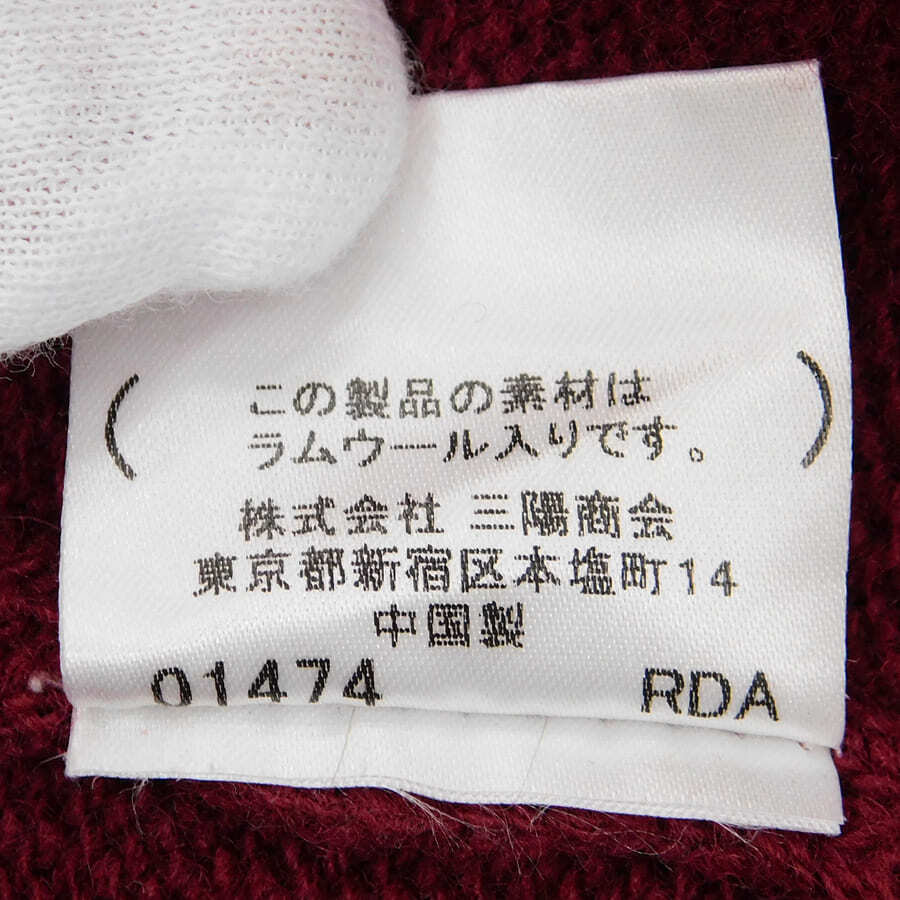 ( この製品の素材は )
ラムウール入りです。
株式会社 三陽商会
東京都新宿区本塩町14
中国製
01474 RDA